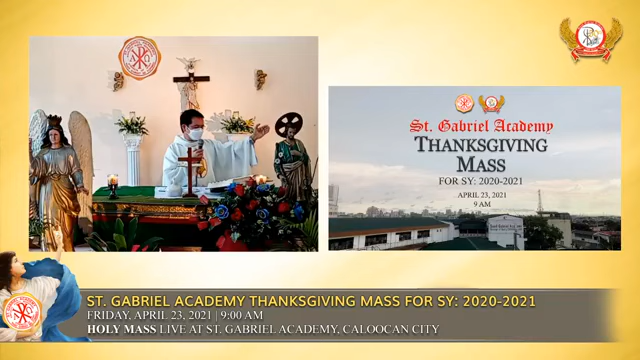 St. Gabriel Academy
THANKSGIVING
MASS
FOR SY: 2020-2021
APRIL 23, 2021
9 AM
ST. GABRIEL ACADEMY THANKSGIVING MASS FOR SY: 2020-2021
FRIDAY, APRIL 23, 2021 | 9:00 AM
HOLY MASS LIVE AT ST. GABRIEL ACADEMY, CALOOCAN CITY